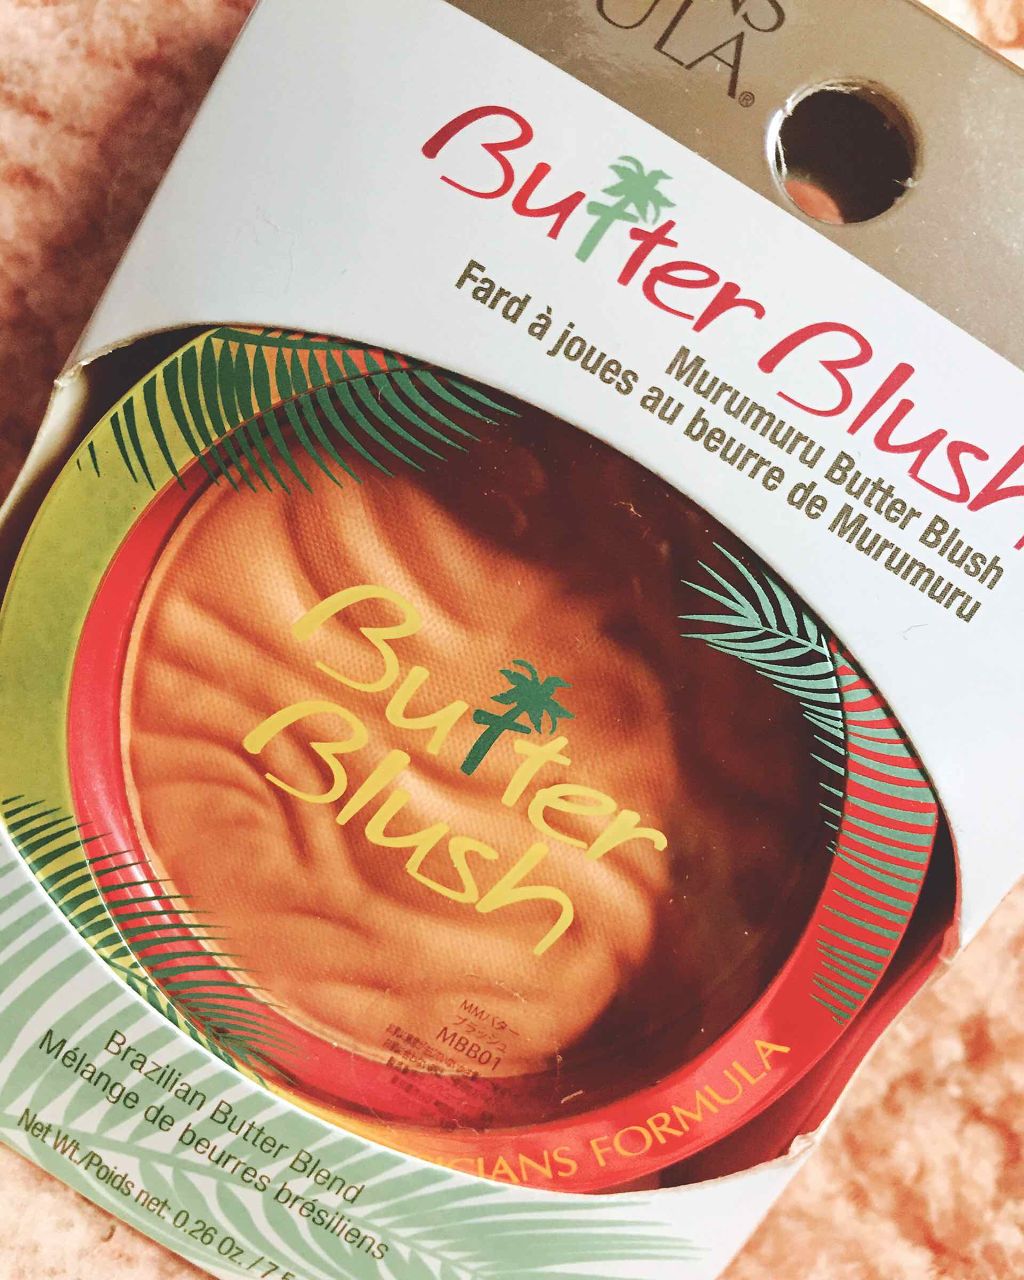 ULA®
Butter Blush
Murumuru Butter Blush
Fard à joues au beurre de Murumuru
Butter
Blush
MMバター
ブラッシュ
MBB01
ICIANS FORMULA
Brazilian Butter Blend
Mélange de beurres brésiliens
Net Wt./Poids net: 0.26 Oz. / 7.5